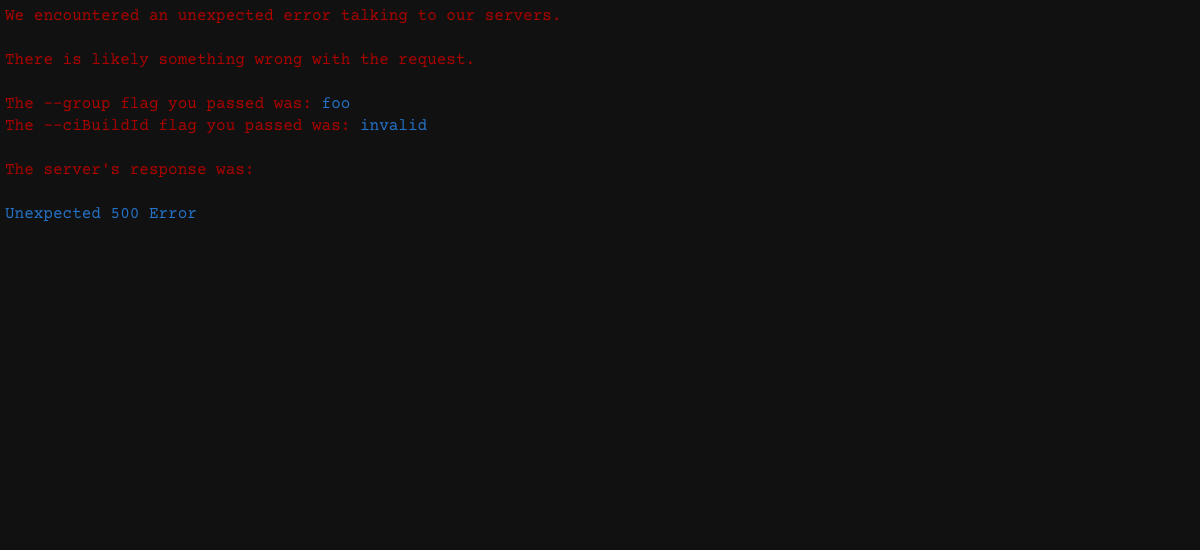 We encountered an unexpected error talking to our servers.
There is likely something wrong with the request.
The --group flag you passed was: foo
The --ciBuildId flag you passed was: invalid
The server's response was:
Unexpected 500 Error